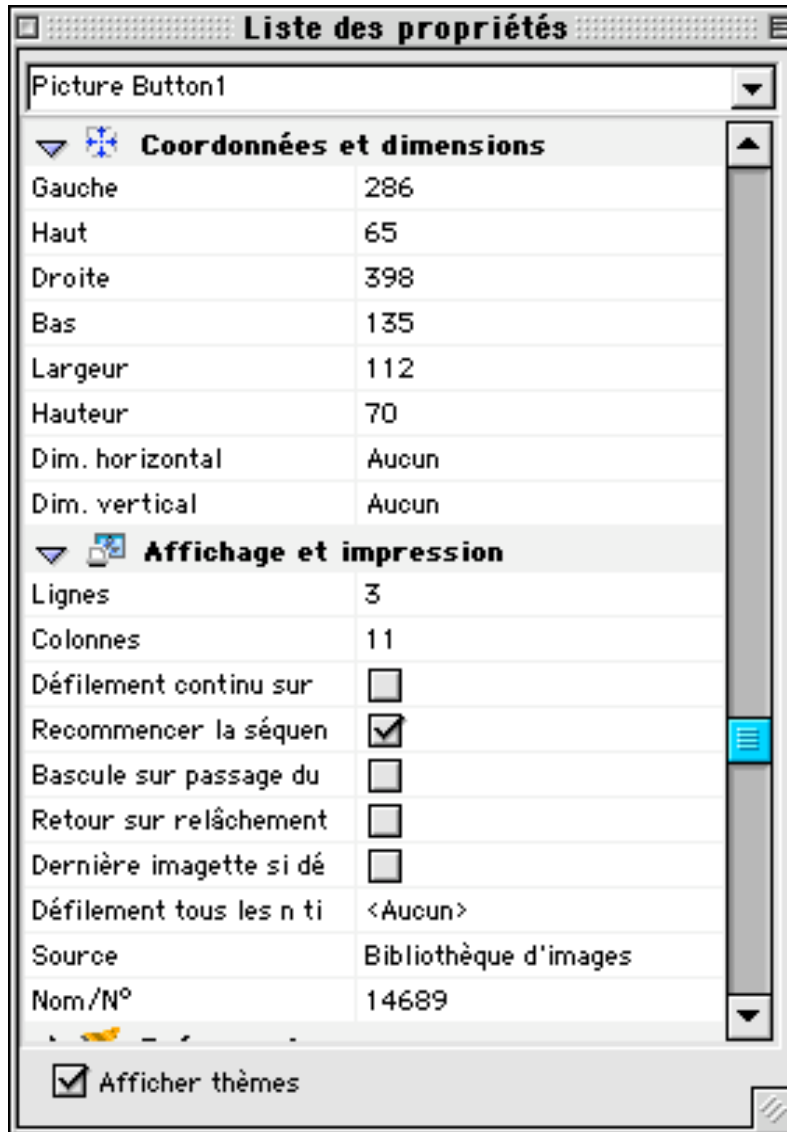 Liste des propriétés
Picture Button1
Coordonnées et dimensions
Gauche 286
Haut 65
Droite 398
Bas 135
Largeur 112
Hauteur 70
Dim. horizontal Aucun
Dim. vertical Aucun
Affichage et impression
Lignes 3
Colonnes 11
Défilement continu sur
Recommencer la séquen
Bascule sur passage du
Retour sur relâchement
Dernière imagette si dé
Défilement tous les n ti <Aucun>
Source Bibliothèque d'images
Nom/N° 14689
Afficher thèmes